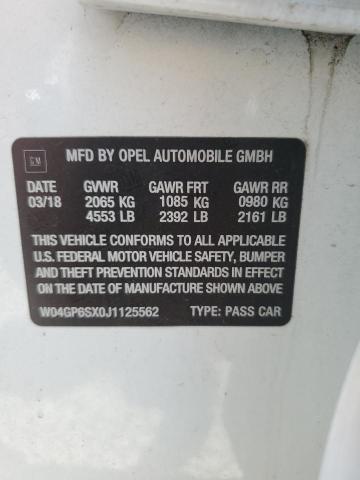 GM MFD BY OPEL AUTOMOBILE GMBH
DATE GVWR GAWR FRT GAWR RR
03/18 2065 KG 1085 KG 0980 KG
4553 LB 2392 LB 2161 LB
THIS VEHICLE CONFORMS TO ALL APPLICABLE
U.S. FEDERAL MOTOR VEHICLE SAFETY, BUMPER
AND THEFT PREVENTION STANDARDS IN EFFECT
ON THE DATE OF MANUFACTURE SHOWN ABOVE
W04GP6SX0J1125562 TYPE: PASS CAR